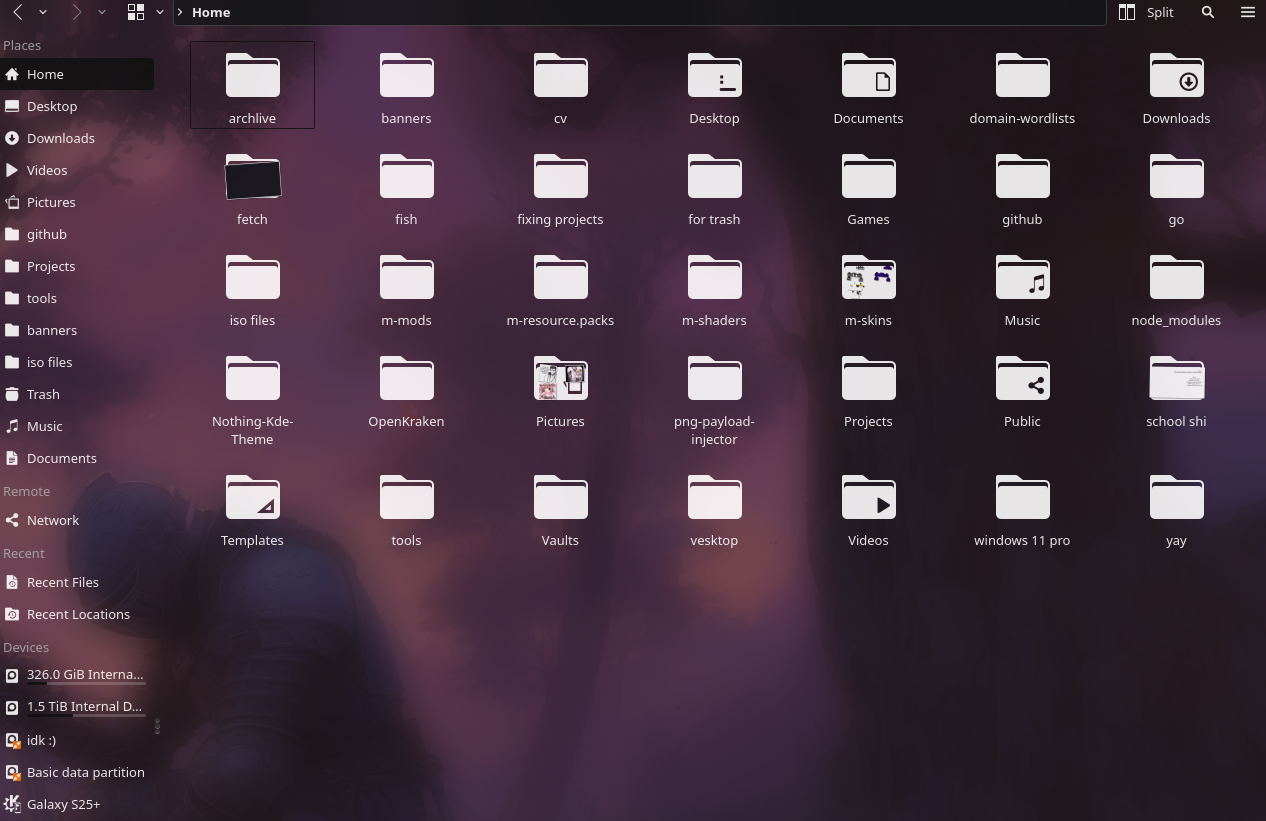 Home
Split
Places
Home
Desktop
Downloads
Videos
Pictures
github
Projects
tools
banners
iso files
Trash
Music
Documents
Remote
Network
Recent
Recent Files
Recent Locations
Devices
326.0 GiB Interna...
1.5 TiB Internal D...
idk :)
Basic data partition
Galaxy S25+
archlive
banners
cv
Desktop
Documents
domain-wordlists
Downloads
fetch
fish
fixing projects
for trash
Games
github
go
iso files
m-mods
m-resource.packs
m-shaders
m-skins
Music
node_modules
Nothing-Kde-
Theme
OpenKraken
Pictures
png-payload-
injector
Projects
Public
school shi
Templates
tools
Vaults
vesktop
Videos
windows 11 pro
yay